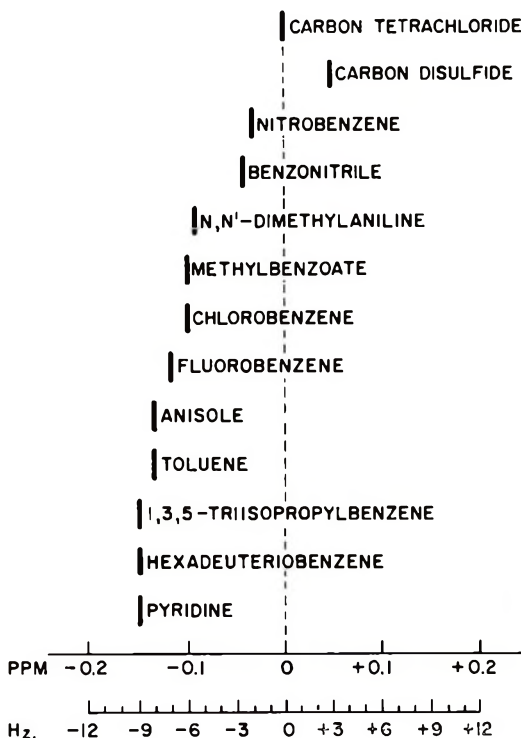 CARBON TETRACHLORIDE
CARBON DISULFIDE
NITROBENZENE
BENZONITRILE
N,N'-DIMETHYLANILINE
METHYLBENZOATE
CHLOROBENZENE
FLUOROBENZENE
ANISOLE
TOLUENE
1,3,5-TRIISOPROPYLBENZENE
HEXADEUTERIOBENZENE
PYRIDINE
PPM -0.2 -0.1 0 +0.1 +0.2
Hz. -12 -9 -6 -3 0 +3 +6 +9 +12